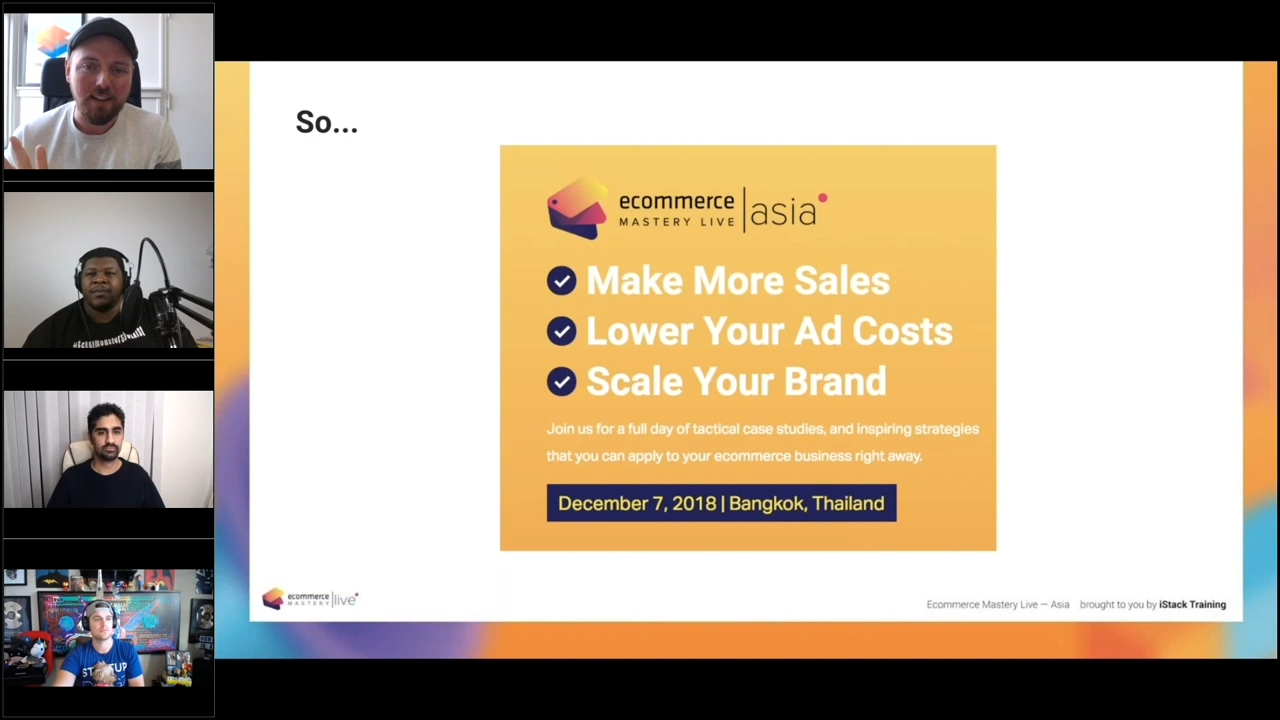 So...
ecommerce
MASTERY LIVE
asia
Make More Sales
Lower Your Ad Costs
Scale Your Brand
Join us for a full day of tactical case studies, and inspiring strategies
that you can apply to your ecommerce business right away.
December 7, 2018 | Bangkok, Thailand
ecommerce
MASTERY
live
Ecommerce Mastery Live — Asia brought to you by iStack Training